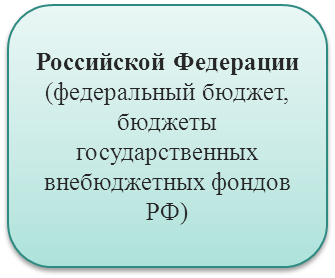 Российской Федерации
(федеральный бюджет,
бюджеты
государственных
внебюджетных фондов
РФ)